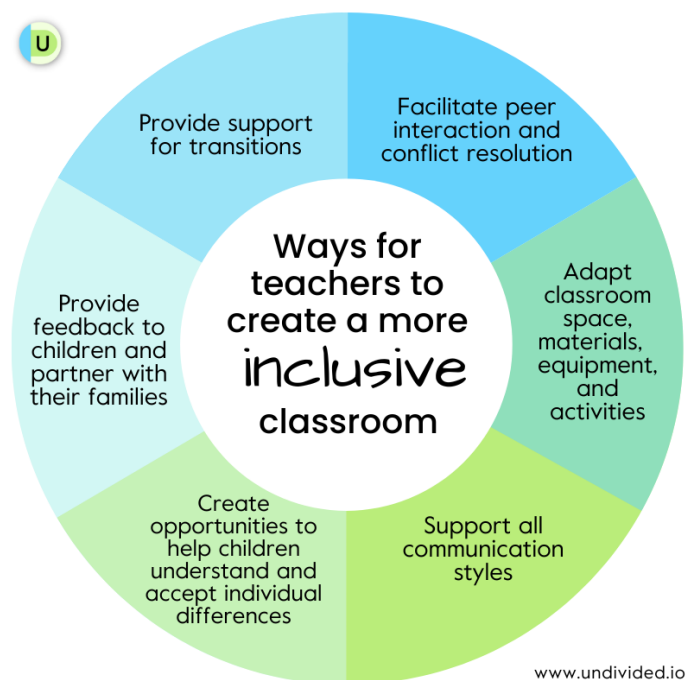 U
Provide support
for transitions
Facilitate peer
interaction and
conflict resolution
Ways for
teachers to
create a more
inclusive
classroom
Adapt
classroom
space,
materials,
equipment,
and
activities
Support all
communication
styles
Create
opportunities to
help children
understand and
accept individual
differences
Provide
feedback to
children and
partner with
their families
www.undivided.io